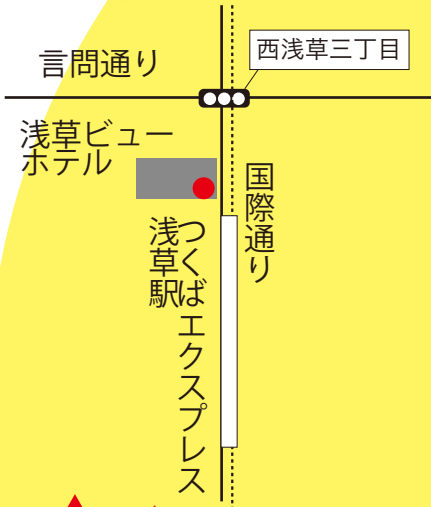 言問通り
西浅草三丁目
浅草ビュー
ホテル
国際通り
つくばエクスプレス
浅草駅